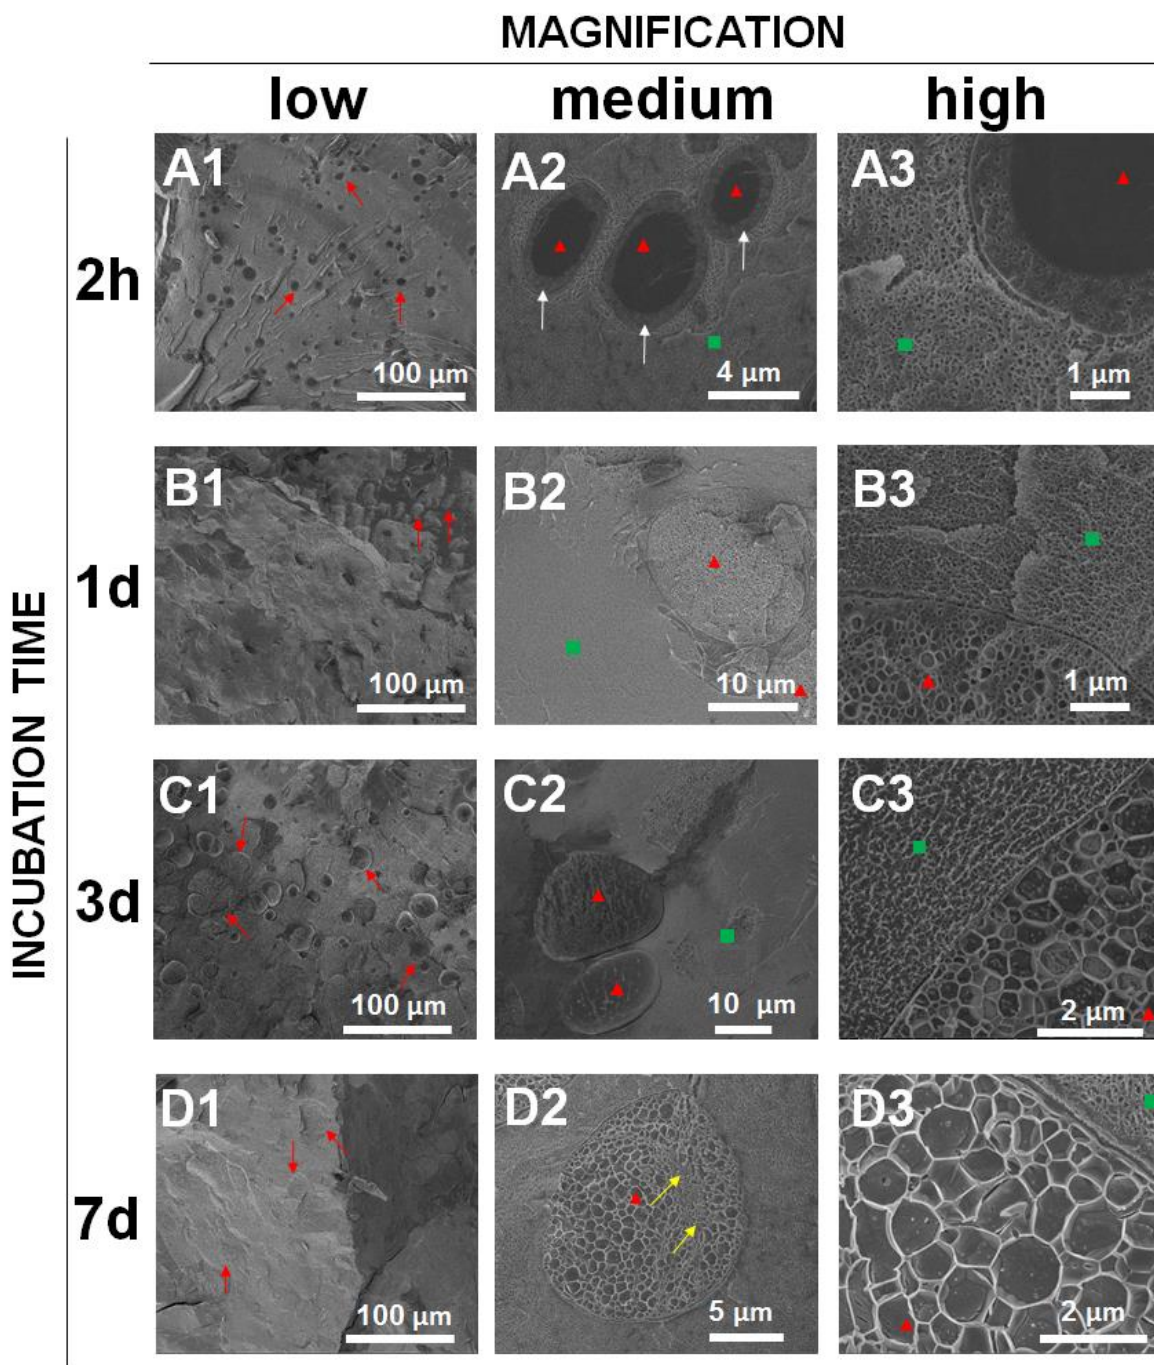 MAGNIFICATION
low medium high
INCUBATION TIME
2h
A1
100 µm
A2
4 µm
A3
1 µm
1d
B1
100 µm
B2
10 µm
B3
1 µm
3d
C1
100 µm
C2
10 µm
C3
2 µm
7d
D1
100 µm
D2
5 µm
D3
2 µm